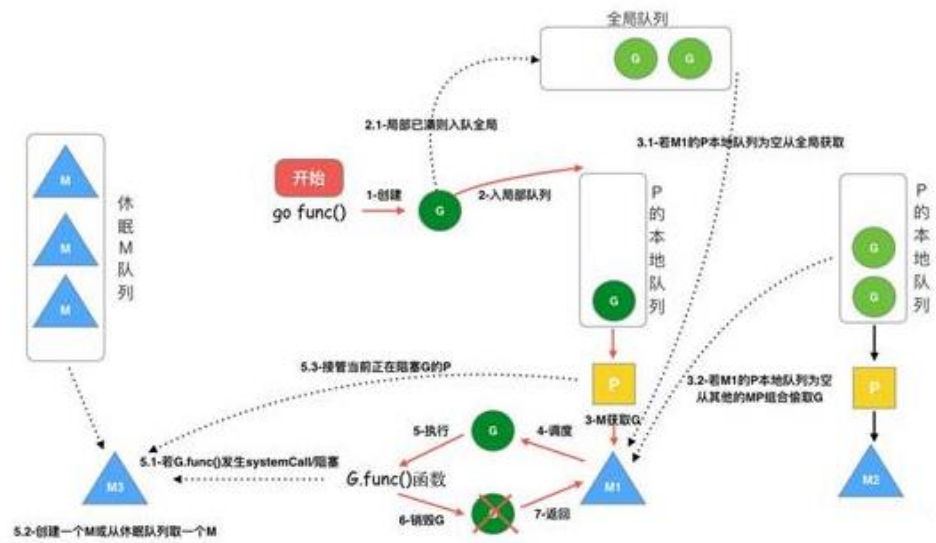 全局队列
G
G
2.1-局部已满则入队全局
3.1-若M1的P本地队列为空从全局获取
M
M
M
休眠M队列
开始
go func()
1-创建
G
2-入局部队列
P的本地队列
G
P的本地队列
G
G
5.3-接管当前正在阻塞G的P
P
3-M获取G
3.2-若M1的P本地队列为空
从其他的MP组合偷取G
P
5-执行
G
4-调度
5.1-若G.func()发生systemCall/阻塞
M3
G.func()函数
M1
M2
6-销毁G
G
7-返回
5.2-创建一个M或从休眠队列取一个M